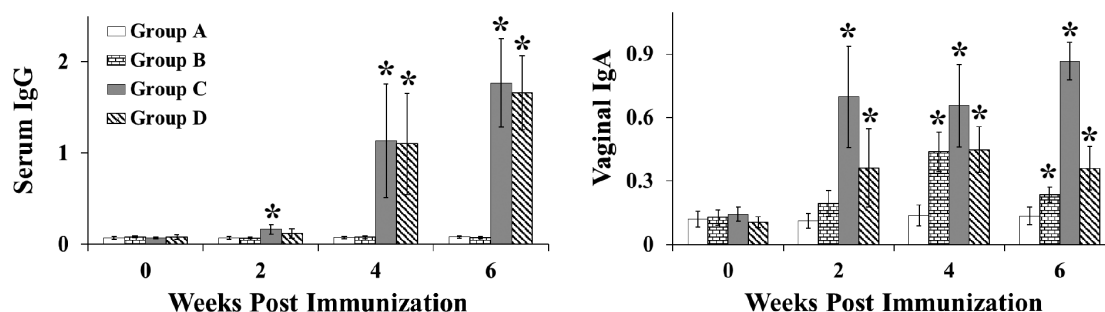 Serum IgG
2
1
0
Group A
Group B
Group C
Group D
*
* *
* *
0 2 4 6
Weeks Post Immunization
Vaginal IgA
0.9
0.6
0.3
0
* *
* * *
* * *
0 2 4 6
Weeks Post Immunization